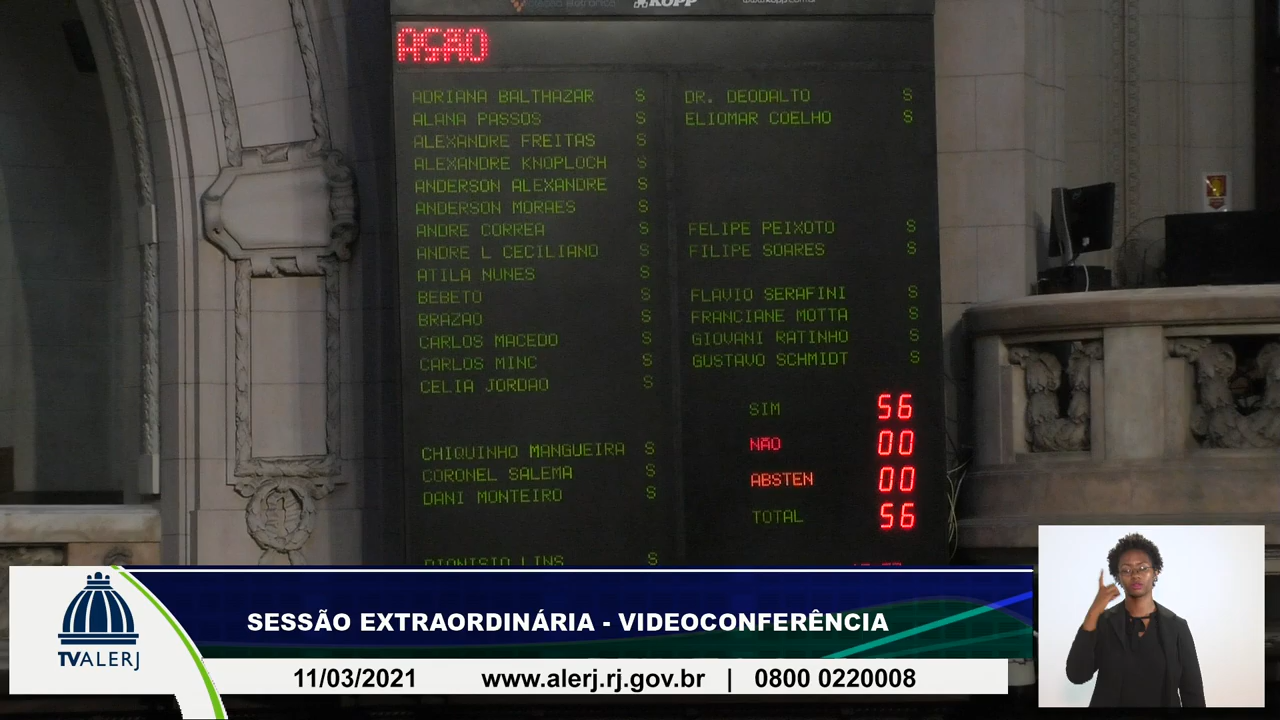 KOPP
ASAO
ADRIANA BALTHAZAR S
ALANA PASSOS S
ALEXANDRE FREITAS S
ALEXANDRE KNOPLOCH S
ANDERSON ALEXANDRE S
ANDERSON MORAES S
ANDRE CORREA S
ANDRE L CECILIANO S
ATILA NUNES S
BEBETO S
BRAZAO S
CARLOS MACEDO S
CARLOS MINC S
CELIA JORDAO S
CHIQUINHO MANGUEIRA S
CORONEL SALEMA S
DANI MONTEIRO S
DIONISIO LINS S
DR. DEODALTO S
ELIOMAR COELHO S
FELIPE PEIXOTO S
FILIPE SOARES S
FLAVIO SERAFINI S
FRANCIANE MOTTA S
GIOVANI RATINHO S
GUSTAVO SCHMIDT S
SIM 56
NÃO 00
ABSTEN 00
TOTAL 56
TVALERJ
SESSÃO EXTRAORDINÁRIA - VIDEOCONFERÊNCIA
11/03/2021 www.alerj.rj.gov.br | 0800 0220008